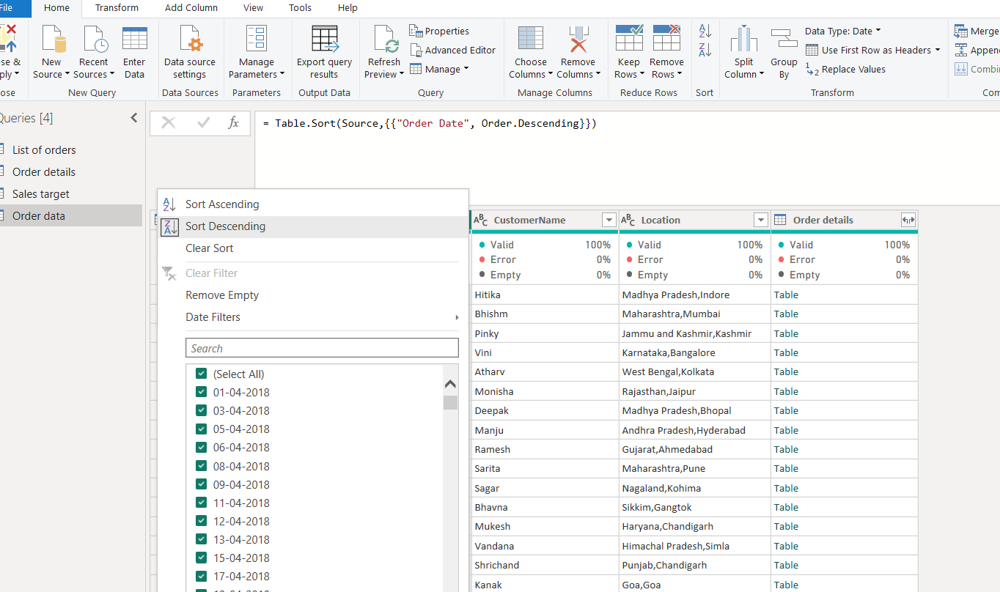 File Home Transform Add Column View Tools Help
se & New Recent Enter Data source Manage Export query Refresh Properties Choose Remove Keep Remove Split Group Data Type: Date Merge
ply Source Sources Data settings Parameters results Preview Advanced Editor Columns Columns Rows Rows Column By Use First Row as Headers Appen
Manage Replace Values Combi
ose New Query Data Sources Parameters Output Data Query Manage Columns Reduce Rows Sort Transform Com
Queries [4]
fx = Table.Sort(Source,{{"Order Date", Order.Descending}})
List of orders
Order details
Sales target
Order data
Sort Ascending
Sort Descending
Clear Sort
Clear Filter
Remove Empty
Date Filters
Search
(Select All)
01-04-2018
03-04-2018
05-04-2018
06-04-2018
08-04-2018
09-04-2018
11-04-2018
12-04-2018
13-04-2018
15-04-2018
17-04-2018
ABC CustomerName ABC Location Order details
Valid 100% Valid 100% Valid 100%
Error 0% Error 0% Error 0%
Empty 0% Empty 0% Empty 0%
Hitika Madhya Pradesh,Indore Table
Bhishm Maharashtra,Mumbai Table
Pinky Jammu and Kashmir,Kashmir Table
Vini Karnataka,Bangalore Table
Atharv West Bengal,Kolkata Table
Monisha Rajasthan,Jaipur Table
Deepak Madhya Pradesh,Bhopal Table
Manju Andhra Pradesh,Hyderabad Table
Ramesh Gujarat,Ahmedabad Table
Sarita Maharashtra,Pune Table
Sagar Nagaland,Kohima Table
Bhavna Sikkim,Gangtok Table
Mukesh Haryana,Chandigarh Table
Vandana Himachal Pradesh,Simla Table
Shrichand Punjab,Chandigarh Table
Kanak Goa,Goa Table